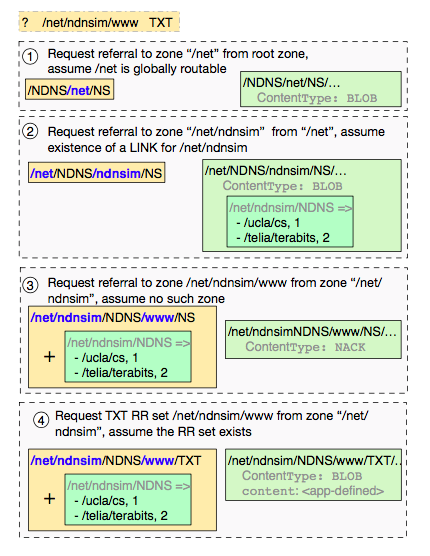 ? /net/ndnsim/www TXT
1 Request referral to zone “/net” from root zone,
assume /net is globally routable
/NDNS/net/NS
/NDNS/net/NS/…
ContentType: BLOB
2 Request referral to zone “/net/ndnsim” from “/net”, assume
existence of a LINK for /net/ndnsim
/net/NDNS/ndnsim/NS
/net/NDNS/ndnsim/NS/…
ContentType: BLOB
/net/ndnsim/NDNS =>
- /ucla/cs, 1
- /telia/terabits, 2
3 Request referral to zone /net/ndnsim/www from zone “/net/
ndnsim”, assume no such zone
/net/ndnsim/NDNS/www/NS
+
/net/ndnsim/NDNS =>
- /ucla/cs, 1
- /telia/terabits, 2
/net/ndnsimNDNS/www/NS/…
ContentType: NACK
4 Request TXT RR set /net/ndnsim/www from zone “/net/
ndnsim”, assume the RR set exists
/net/ndnsim/NDNS/www/TXT
+
/net/ndnsim/NDNS =>
- /ucla/cs, 1
- /telia/terabits, 2
/net/ndnsim/NDNS/www/TXT/…
ContentType: BLOB
content: <app-defined>